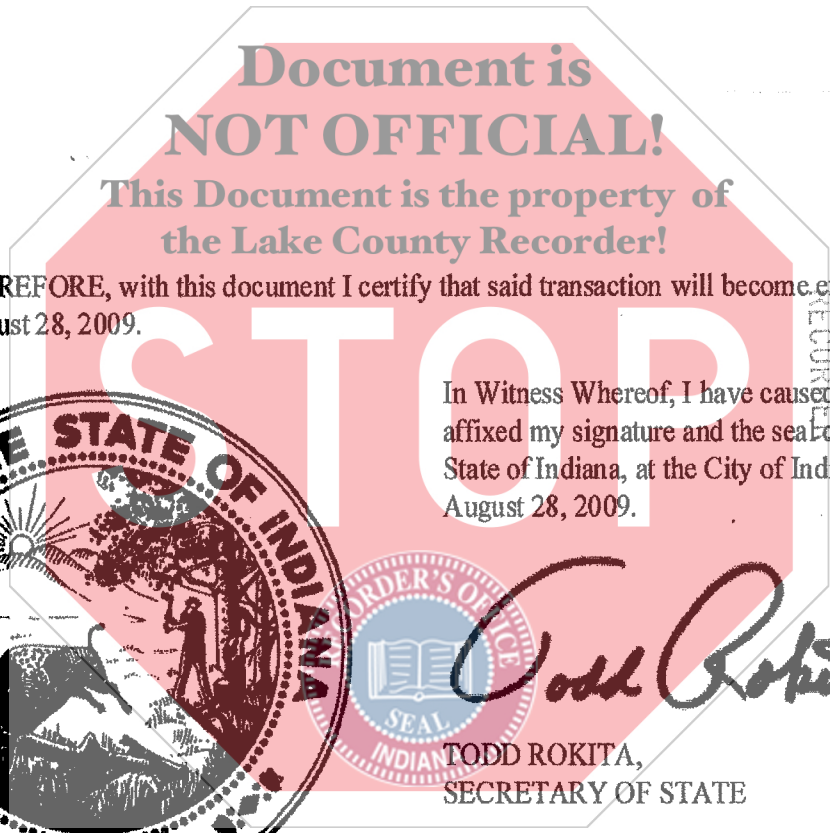 Document is
NOT OFFICIAL!
This Document is the property of
the Lake County Recorder!
REFORE, with this document I certify that said transaction will become e
ust 28, 2009.
STOP
In Witness Whereof, I have caused
affixed my signature and the seal o
State of Indiana, at the City of Ind
August 28, 2009.
E STATE OF INDIANA
ORDER'S OFFICE
SEAL
INDIANA
Todd Roki
TODD ROKITA,
SECRETARY OF STATE